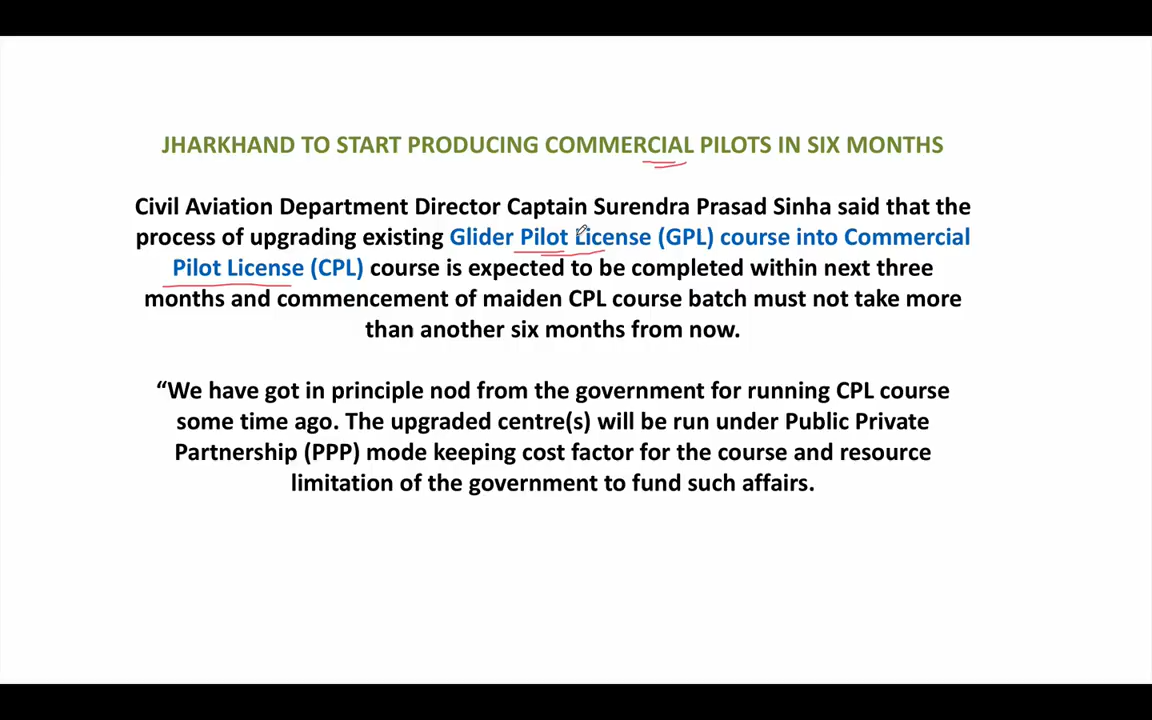 JHARKHAND TO START PRODUCING COMMERCIAL PILOTS IN SIX MONTHS
Civil Aviation Department Director Captain Surendra Prasad Sinha said that the
process of upgrading existing Glider Pilot License (GPL) course into Commercial
Pilot License (CPL) course is expected to be completed within next three
months and commencement of maiden CPL course batch must not take more
than another six months from now.
“We have got in principle nod from the government for running CPL course
some time ago. The upgraded centre(s) will be run under Public Private
Partnership (PPP) mode keeping cost factor for the course and resource
limitation of the government to fund such affairs.